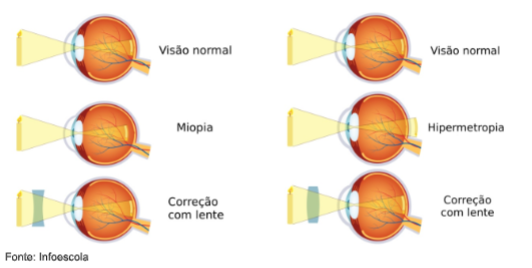 Visão normal
Miopia
Correção
com lente
Visão normal
Hipermetropia
Correção
com lente
Fonte: Infoescola